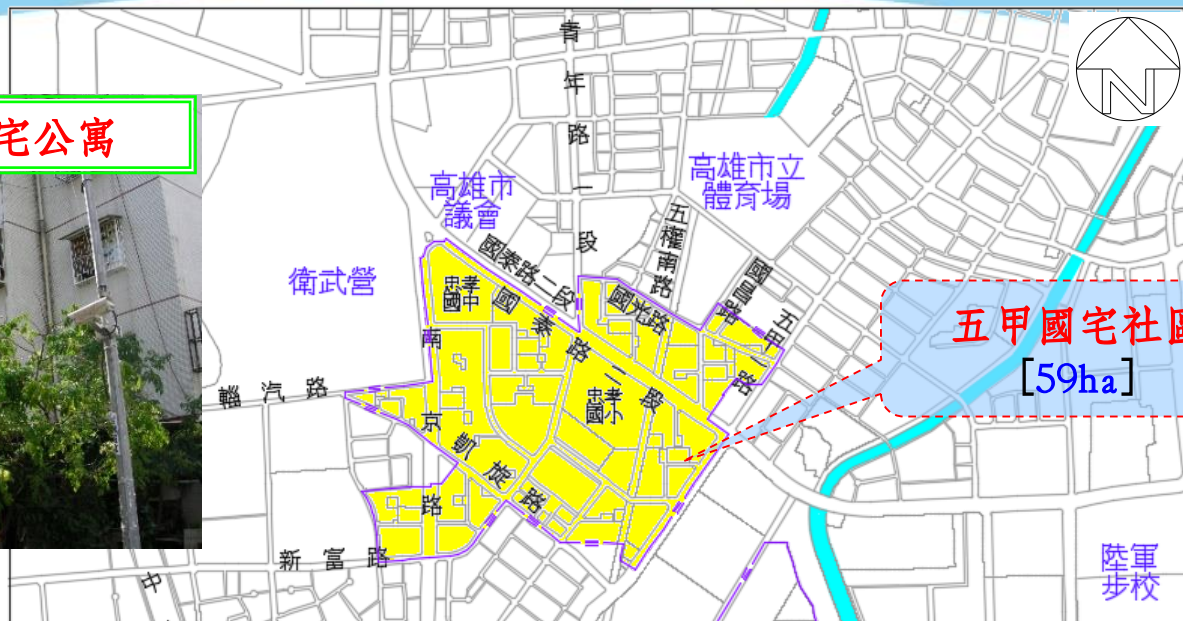 青年路一段
N
宅公寓
高雄市
議會
高雄市立
體育場
五權南路
國泰路二段
衛武營
忠孝
國中
國光路
國昌路
五甲一路
國泰路二段
五甲國宅社區
[59ha]
南京路
輜汽路
忠孝
國小
凱旋路
新富路
中
陸軍
步校